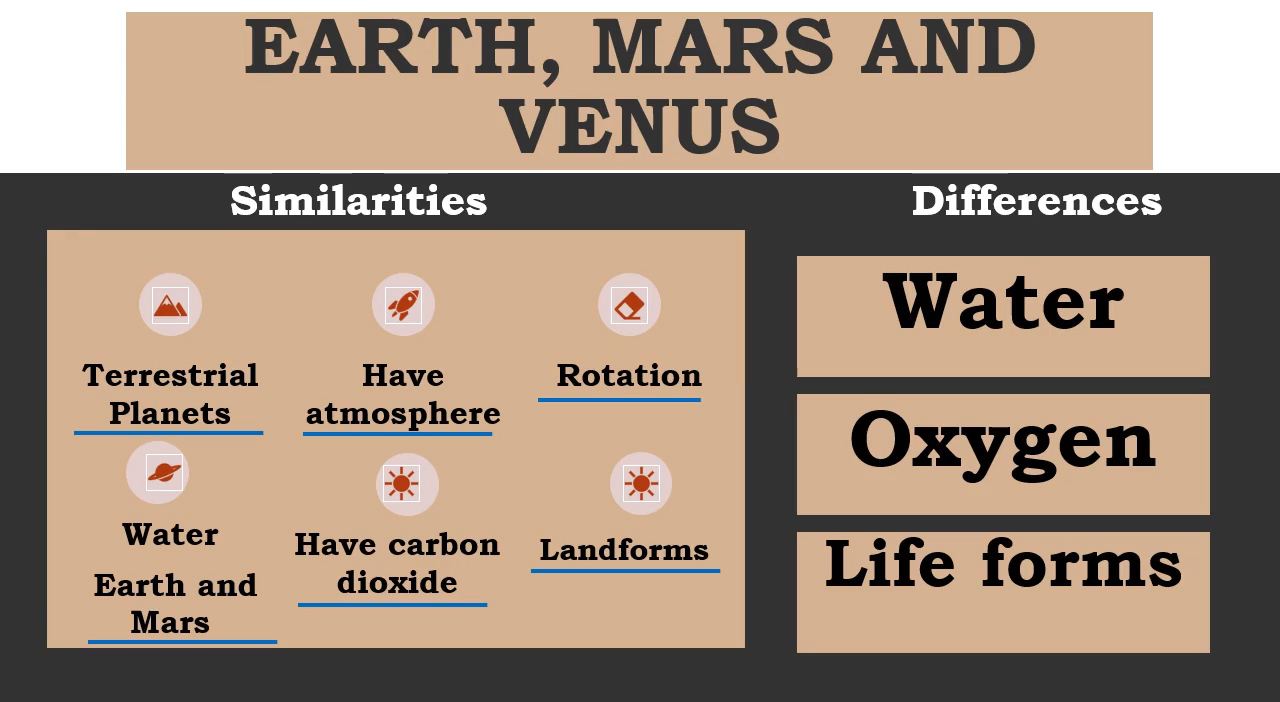 EARTH, MARS AND
VENUS
Similarities
Differences
Terrestrial
Planets
Have
atmosphere
Rotation
Water
Earth and
Mars
Have carbon
dioxide
Landforms
Water
Oxygen
Life forms